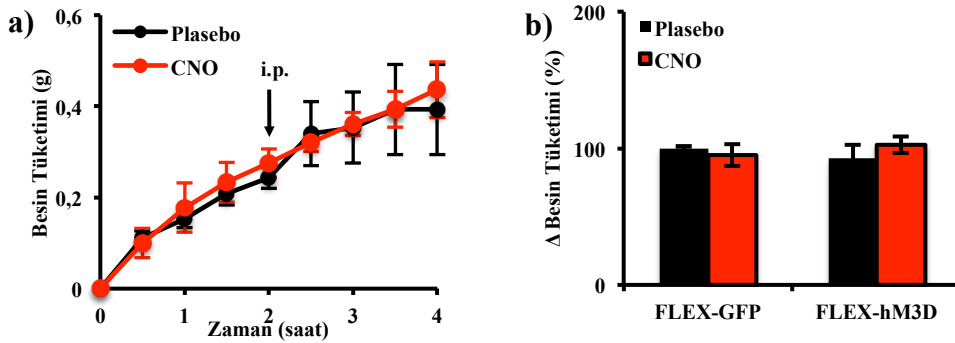 a)
Plasebo
CNO
i.p.
Besin Tüketimi (g)
0,6
0,4
0,2
0
0
1
2
3
4
Zaman (saat)
b)
Plasebo
CNO
Δ Besin Tüketimi (%)
200
100
0
FLEX-GFP
FLEX-hM3D